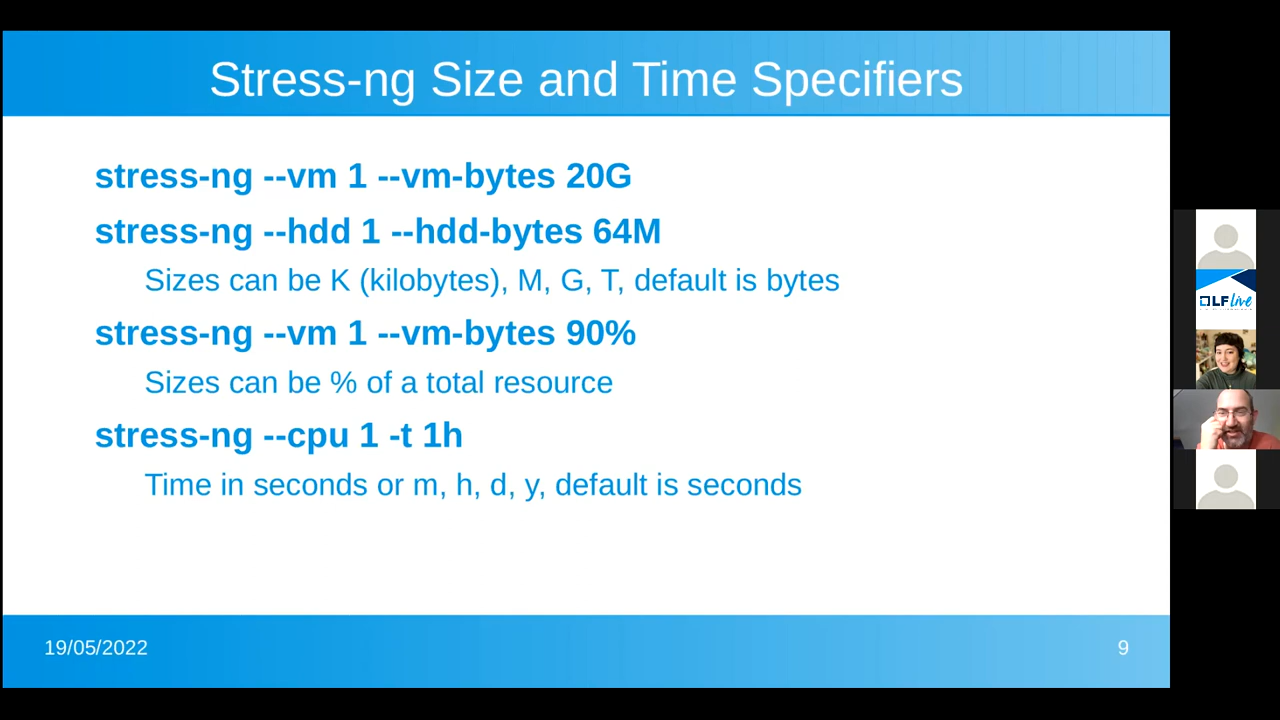 Stress-ng Size and Time Specifiers
stress-ng --vm 1 --vm-bytes 20G
stress-ng --hdd 1 --hdd-bytes 64M
Sizes can be K (kilobytes), M, G, T, default is bytes
stress-ng --vm 1 --vm-bytes 90%
Sizes can be % of a total resource
stress-ng --cpu 1 -t 1h
Time in seconds or m, h, d, y, default is seconds
19/05/2022
9
LF Live